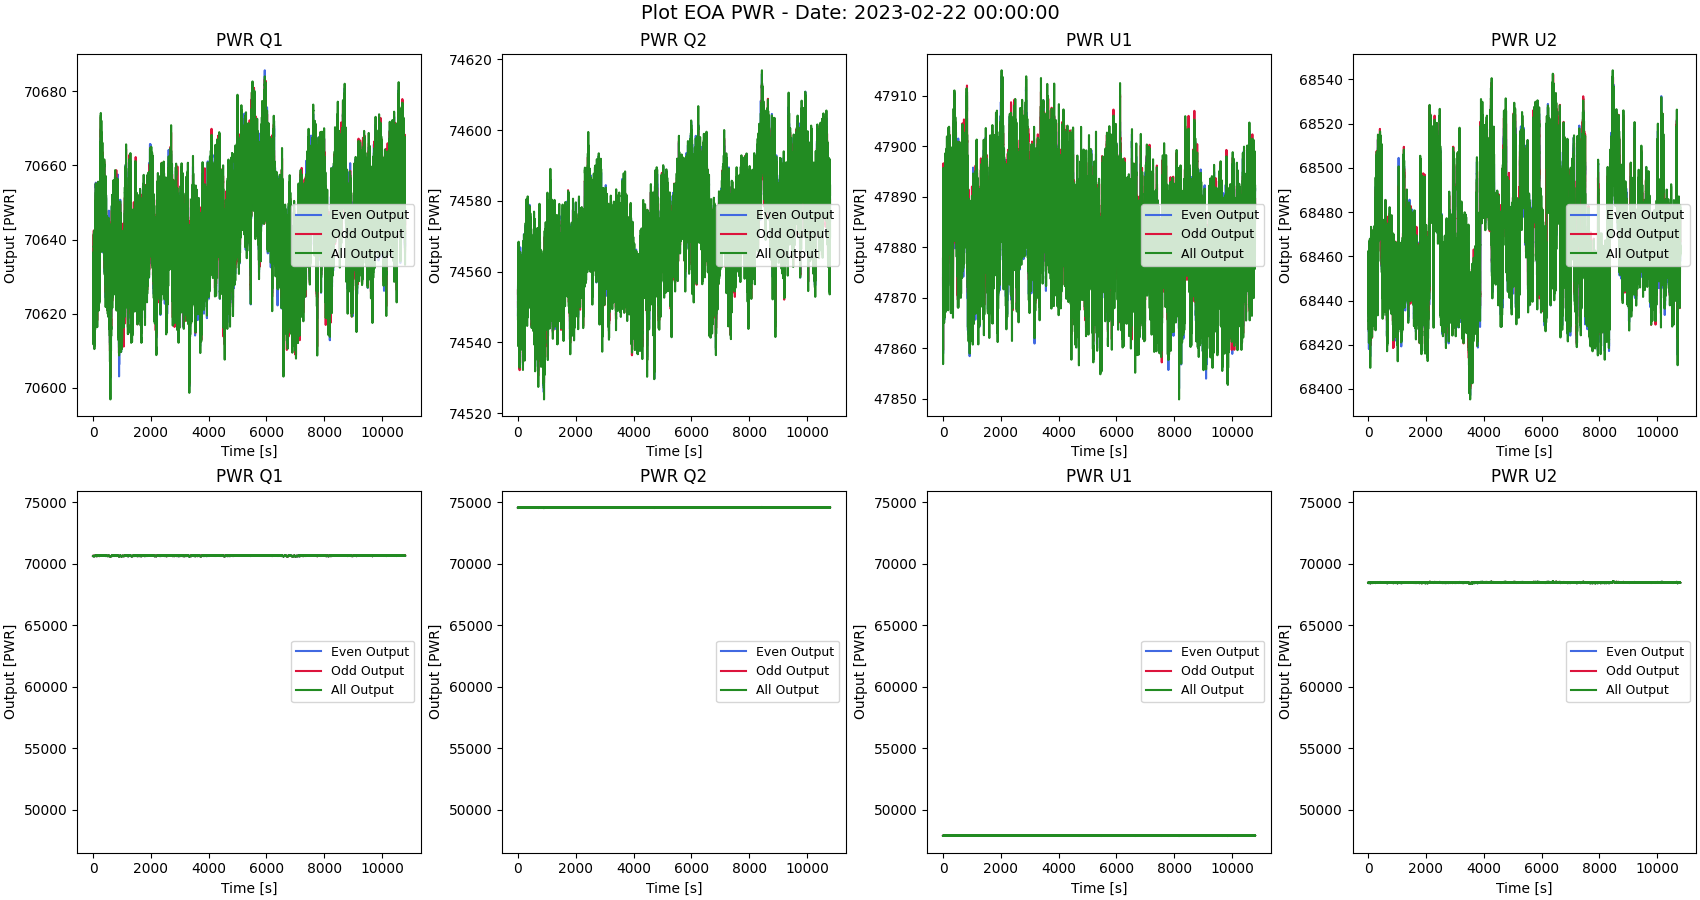 Plot EOA PWR - Date: 2023-02-22 00:00:00
PWR Q1
Output [PWR]
70680
70660
70640
70620
70600
0 2000 4000 6000 8000 10000
Time [s]
Even Output
Odd Output
All Output
PWR Q2
Output [PWR]
74620
74600
74580
74560
74540
74520
0 2000 4000 6000 8000 10000
Time [s]
Even Output
Odd Output
All Output
PWR U1
Output [PWR]
47910
47900
47890
47880
47870
47860
47850
0 2000 4000 6000 8000 10000
Time [s]
Even Output
Odd Output
All Output
PWR U2
Output [PWR]
68540
68520
68500
68480
68460
68440
68420
68400
0 2000 4000 6000 8000 10000
Time [s]
Even Output
Odd Output
All Output
PWR Q1
Output [PWR]
75000
70000
65000
60000
55000
50000
0 2000 4000 6000 8000 10000
Time [s]
Even Output
Odd Output
All Output
PWR Q2
Output [PWR]
75000
70000
65000
60000
55000
50000
0 2000 4000 6000 8000 10000
Time [s]
Even Output
Odd Output
All Output
PWR U1
Output [PWR]
75000
70000
65000
60000
55000
50000
0 2000 4000 6000 8000 10000
Time [s]
Even Output
Odd Output
All Output
PWR U2
Output [PWR]
75000
70000
65000
60000
55000
50000
0 2000 4000 6000 8000 10000
Time [s]
Even Output
Odd Output
All Output